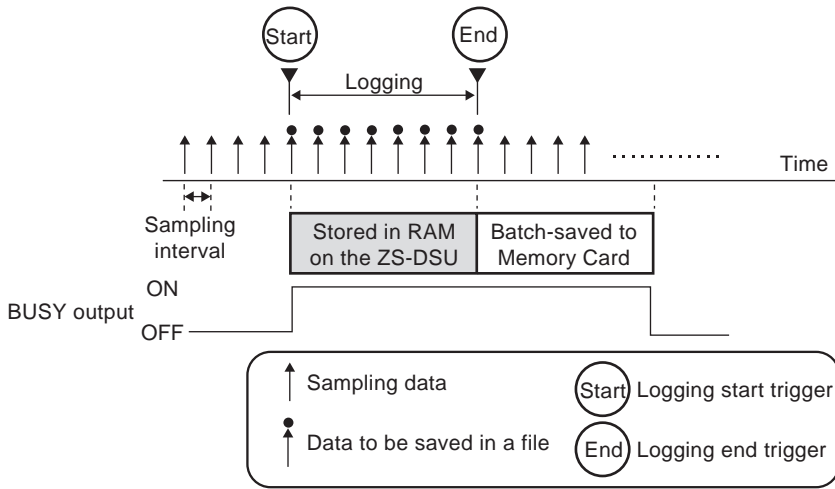 Start
End
Logging
Time
Sampling
interval
Stored in RAM
on the ZS-DSU
Batch-saved to
Memory Card
ON
BUSY output
OFF
Sampling data
Start
Logging start trigger
Data to be saved in a file
End
Logging end trigger